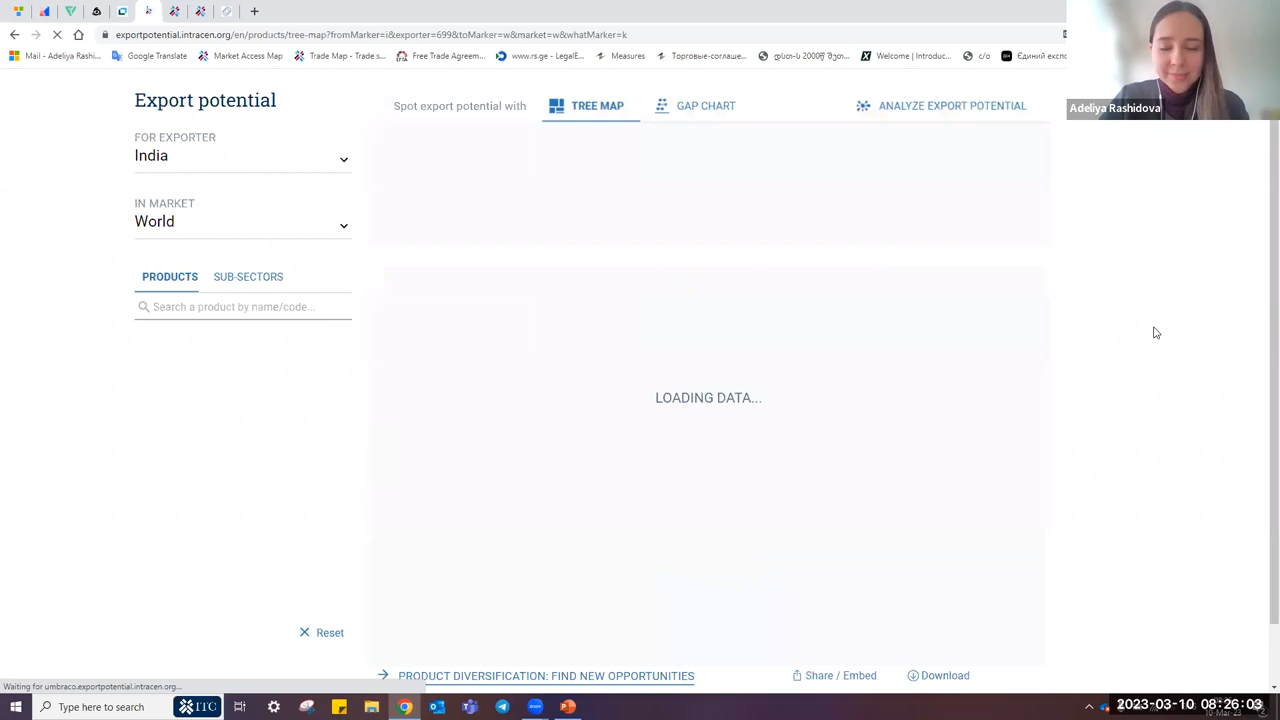 exportpotential.intracen.org/en/products/tree-map?fromMarker=i&exporter=699&toMarker=w&market=w&whatMarker=k
Mail - Adeliya Rashi... Google Translate Market Access Map Trade Map - Trade s... Free Trade Agreem... www.rs.ge - LegalE... Measures Торговые-соглаше... Welcome | Introduc... c/o Єдиний експо
Adeliya Rashidova
Export potential
Spot export potential with TREE MAP GAP CHART ANALYZE EXPORT POTENTIAL
FOR EXPORTER
India
IN MARKET
World
PRODUCTS SUB-SECTORS
Search a product by name/code...
LOADING DATA...
Reset
PRODUCT DIVERSIFICATION: FIND NEW OPPORTUNITIES Share / Embed Download
Waiting for umbraco.exportpotential.intracen.org...
Type here to search ITC
2023-03-10 08:26:03
10-Mar-23